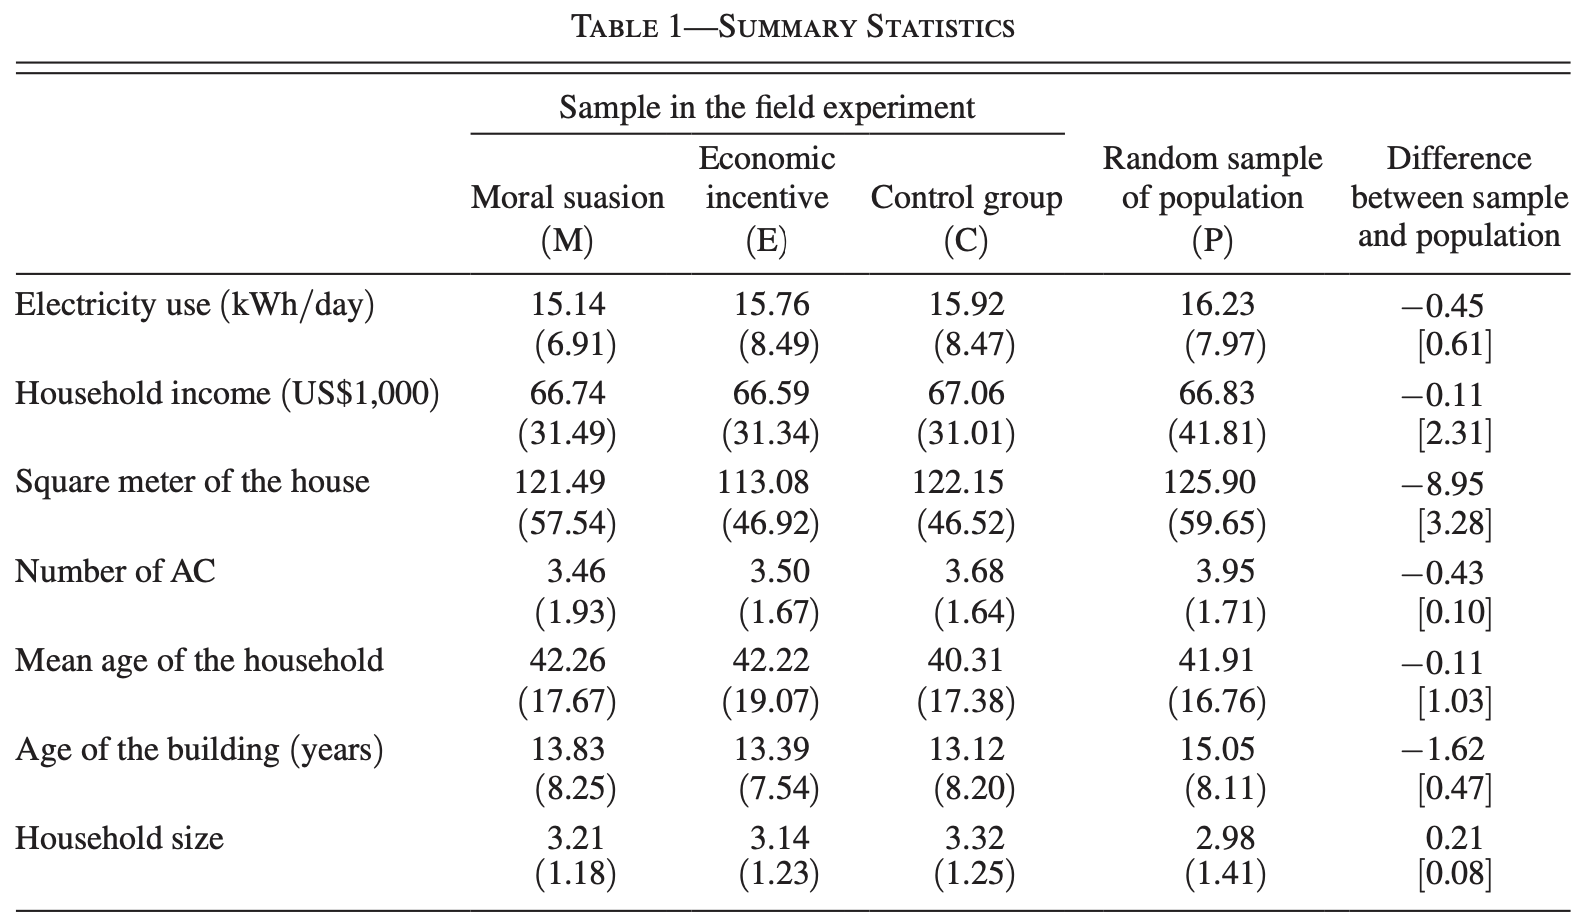 TABLE 1—SUMMARY STATISTICS
Sample in the field experiment
Moral suasion (M) Economic incentive (E) Control group (C) Random sample of population (P) Difference between sample and population
Electricity use (kWh/day) 15.14 15.76 15.92 16.23 −0.45
(6.91) (8.49) (8.47) (7.97) [0.61]
Household income (US$1,000) 66.74 66.59 67.06 66.83 −0.11
(31.49) (31.34) (31.01) (41.81) [2.31]
Square meter of the house 121.49 113.08 122.15 125.90 −8.95
(57.54) (46.92) (46.52) (59.65) [3.28]
Number of AC 3.46 3.50 3.68 3.95 −0.43
(1.93) (1.67) (1.64) (1.71) [0.10]
Mean age of the household 42.26 42.22 40.31 41.91 −0.11
(17.67) (19.07) (17.38) (16.76) [1.03]
Age of the building (years) 13.83 13.39 13.12 15.05 −1.62
(8.25) (7.54) (8.20) (8.11) [0.47]
Household size 3.21 3.14 3.32 2.98 0.21
(1.18) (1.23) (1.25) (1.41) [0.08]